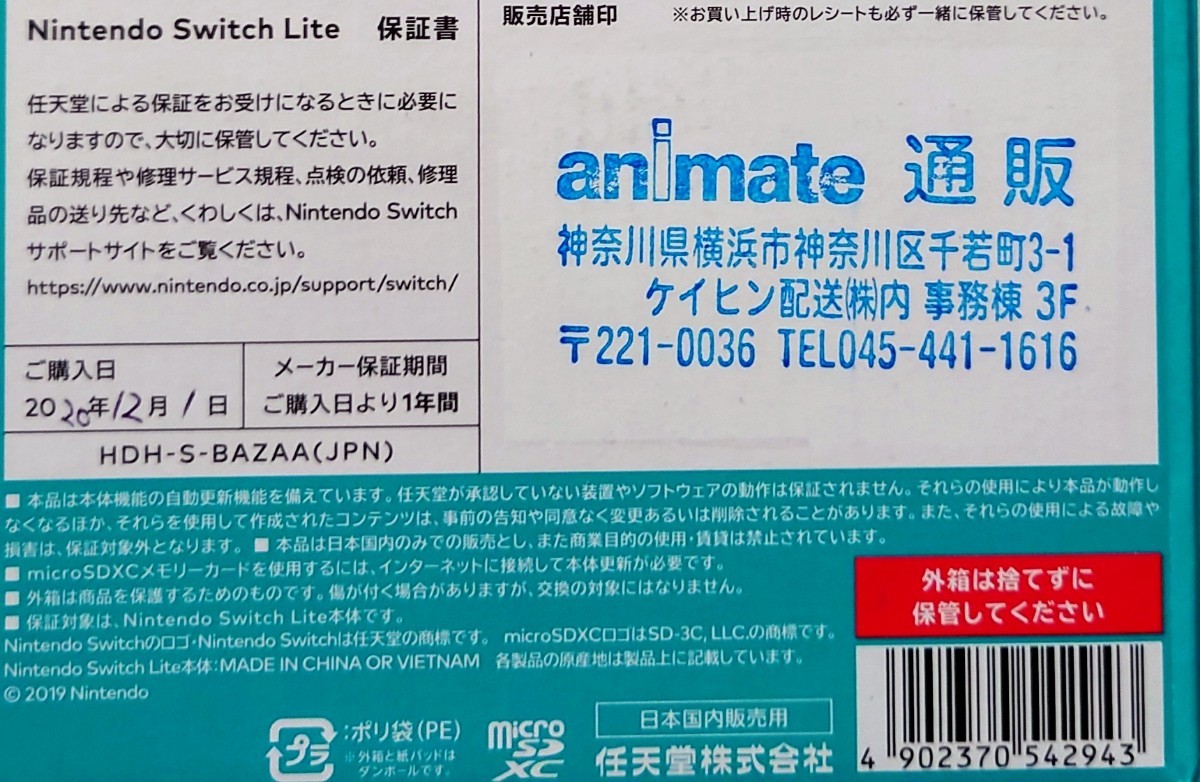 Nintendo Switch Lite 保証書
任天堂による保証をお受けになるときに必要に
なりますので、大切に保管してください。
保証規程や修理サービス規程、点検の依頼、修理
品の送り先など、くわしくは、Nintendo Switch
サポートサイトをご覧ください。
https://www.nintendo.co.jp/support/switch/
ご購入日
2020年12月1日
メーカー保証期間
ご購入日より1年間
HDH-S-BAZAA(JPN)
販売店舗印 ※お買い上げ時のレシートも必ず一緒に保管してください。
animate 通販
神奈川県横浜市神奈川区千若町3-1
ケイヒン配送㈱内 事務棟 3F
〒221-0036 TEL045-441-1616
■ 本品は本体機能の自動更新機能を備えています。任天堂が承認していない装置やソフトウェアの動作は保証されません。それらの使用により本品が動作し
なくなるほか、それらを使用して作成されたコンテンツは、事前の告知や同意なく変更あるいは削除されることがあります。また、それらの使用による故障や
損害は、保証対象外となります。 ■ 本品は日本国内のみでの販売とし、また商業目的の使用・賃貸は禁止されています。
■ microSDXCメモリーカードを使用するには、インターネットに接続して本体更新が必要です。
■ 外箱は商品を保護するためのものです。傷が付く場合がありますが、交換の対象にはなりません。
■ 保証対象は、Nintendo Switch Lite本体です。
Nintendo Switchのロゴ・Nintendo Switchは任天堂の商標です。 microSDXCロゴはSD-3C, LLC.の商標です。
Nintendo Switch Lite本体:MADE IN CHINA OR VIETNAM 各製品の原産地は製品上に記載しています。
© 2019 Nintendo
外箱は捨てずに
保管してください
プラ
:ポリ袋(PE)
※外箱と紙パッドは
ダンボールです。
micro
SD
XC
日本国内販売用
任天堂株式会社
4 902370 542943